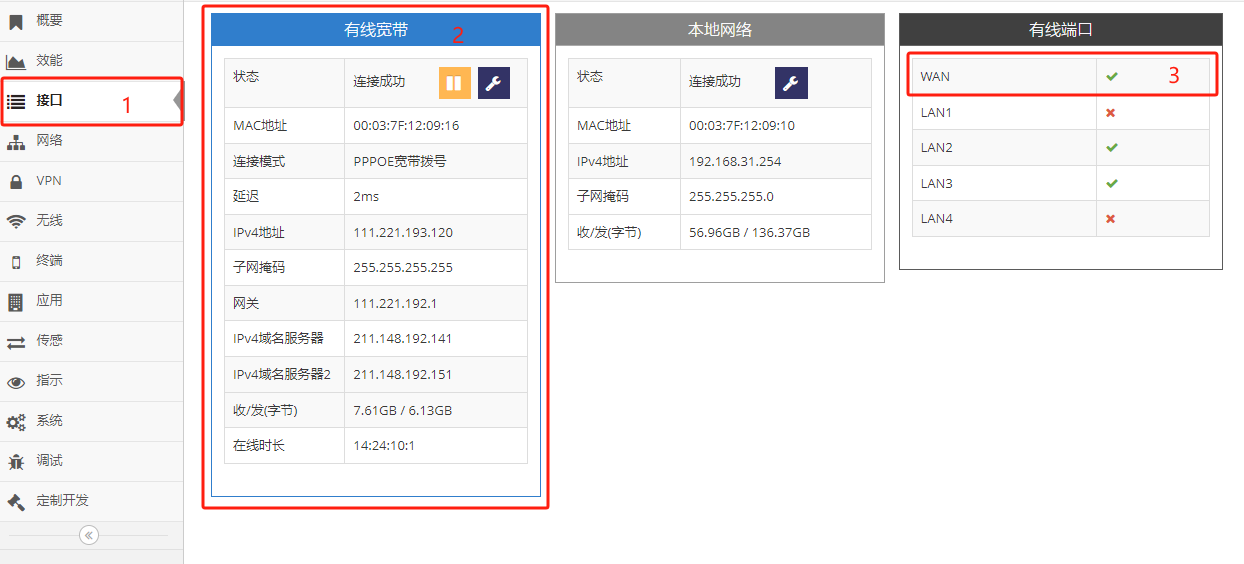 概要
效能
接口 1
网络
VPN
无线
终端
应用
传感
指示
系统
调试
定制开发
有线宽带 2
状态 连接成功
MAC地址 00:03:7F:12:09:16
连接模式 PPPOE宽带拨号
延迟 2ms
IPv4地址 111.221.193.120
子网掩码 255.255.255.255
网关 111.221.192.1
IPv4域名服务器 211.148.192.141
IPv4域名服务器2 211.148.192.151
收/发(字节) 7.61GB / 6.13GB
在线时长 14:24:10:1
本地网络
状态 连接成功
MAC地址 00:03:7F:12:09:10
IPv4地址 192.168.31.254
子网掩码 255.255.255.0
收/发(字节) 56.96GB / 136.37GB
有线端口
WAN ✔ 3
LAN1 ✖
LAN2 ✔
LAN3 ✔
LAN4 ✖